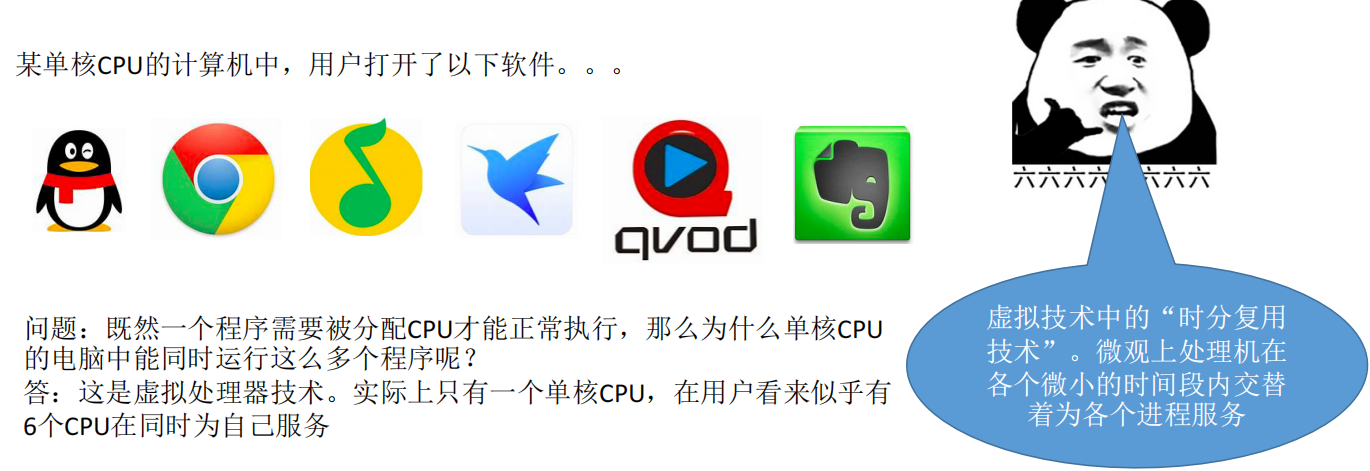 某单核CPU的计算机中，用户打开了以下软件。。。
qvod
问题：既然一个程序需要被分配CPU才能正常执行，那么为什么单核CPU
的电脑中能同时运行这么多个程序呢？
答：这是虚拟处理器技术。实际上只有一个单核CPU，在用户看来似乎有
6个CPU在同时为自己服务
六六六六六六六
虚拟技术中的“时分复用
技术”。微观上处理机在
各个微小的时间段内交替
着为各个进程服务